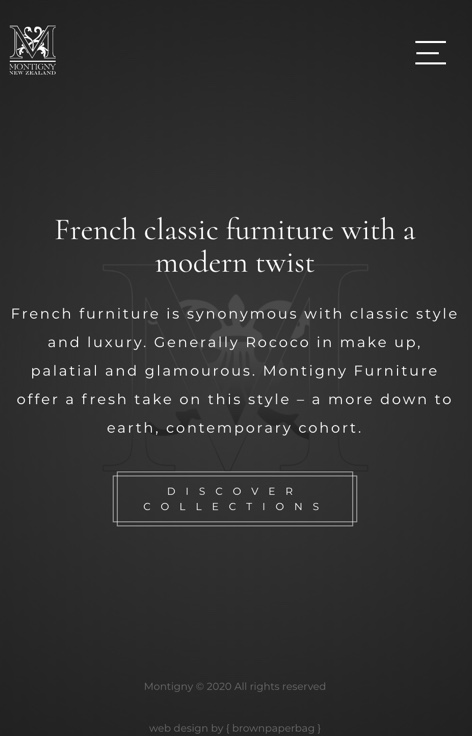 M
MONTIGNY
NEW ZEALAND
French classic furniture with a
modern twist
French furniture is synonymous with classic style
and luxury. Generally Rococo in make up,
palatial and glamourous. Montigny Furniture
offer a fresh take on this style – a more down to
earth, contemporary cohort.
DISCOVER
COLLECTIONS
Montigny © 2020 All rights reserved
web design by { brownpaperbag }